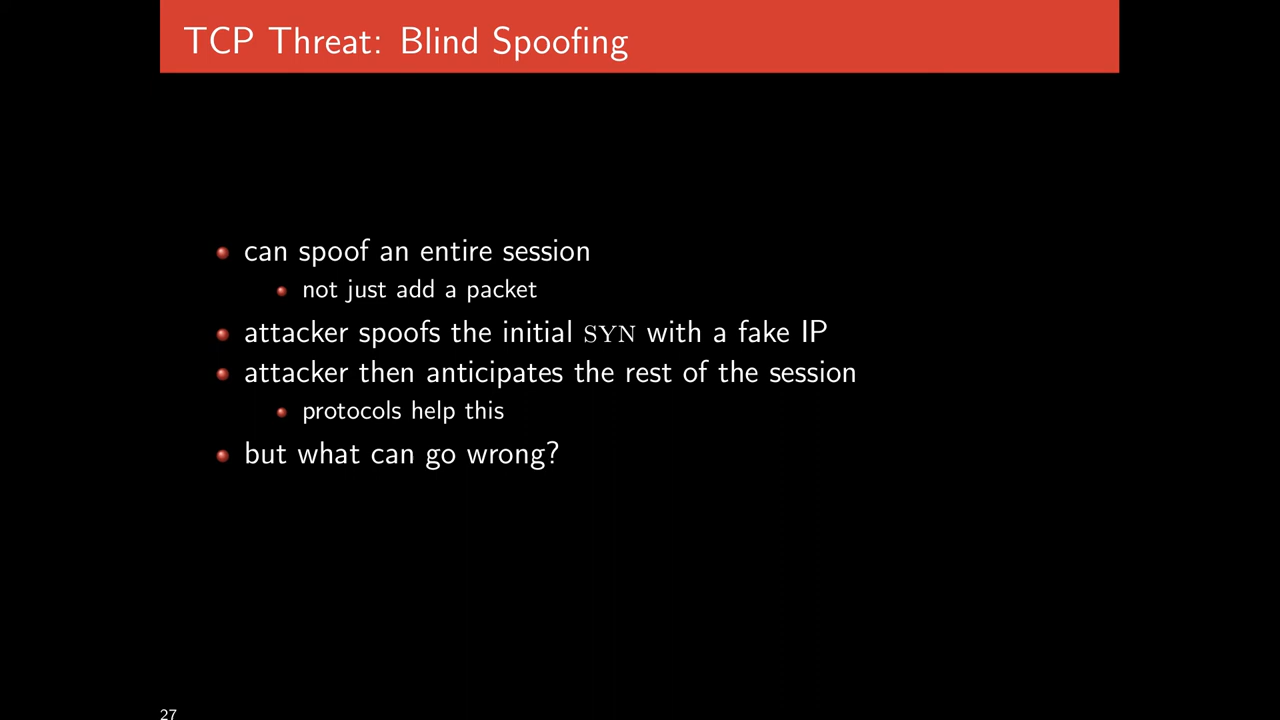 TCP Threat: Blind Spoofing
can spoof an entire session
not just add a packet
attacker spoofs the initial SYN with a fake IP
attacker then anticipates the rest of the session
protocols help this
but what can go wrong?
27